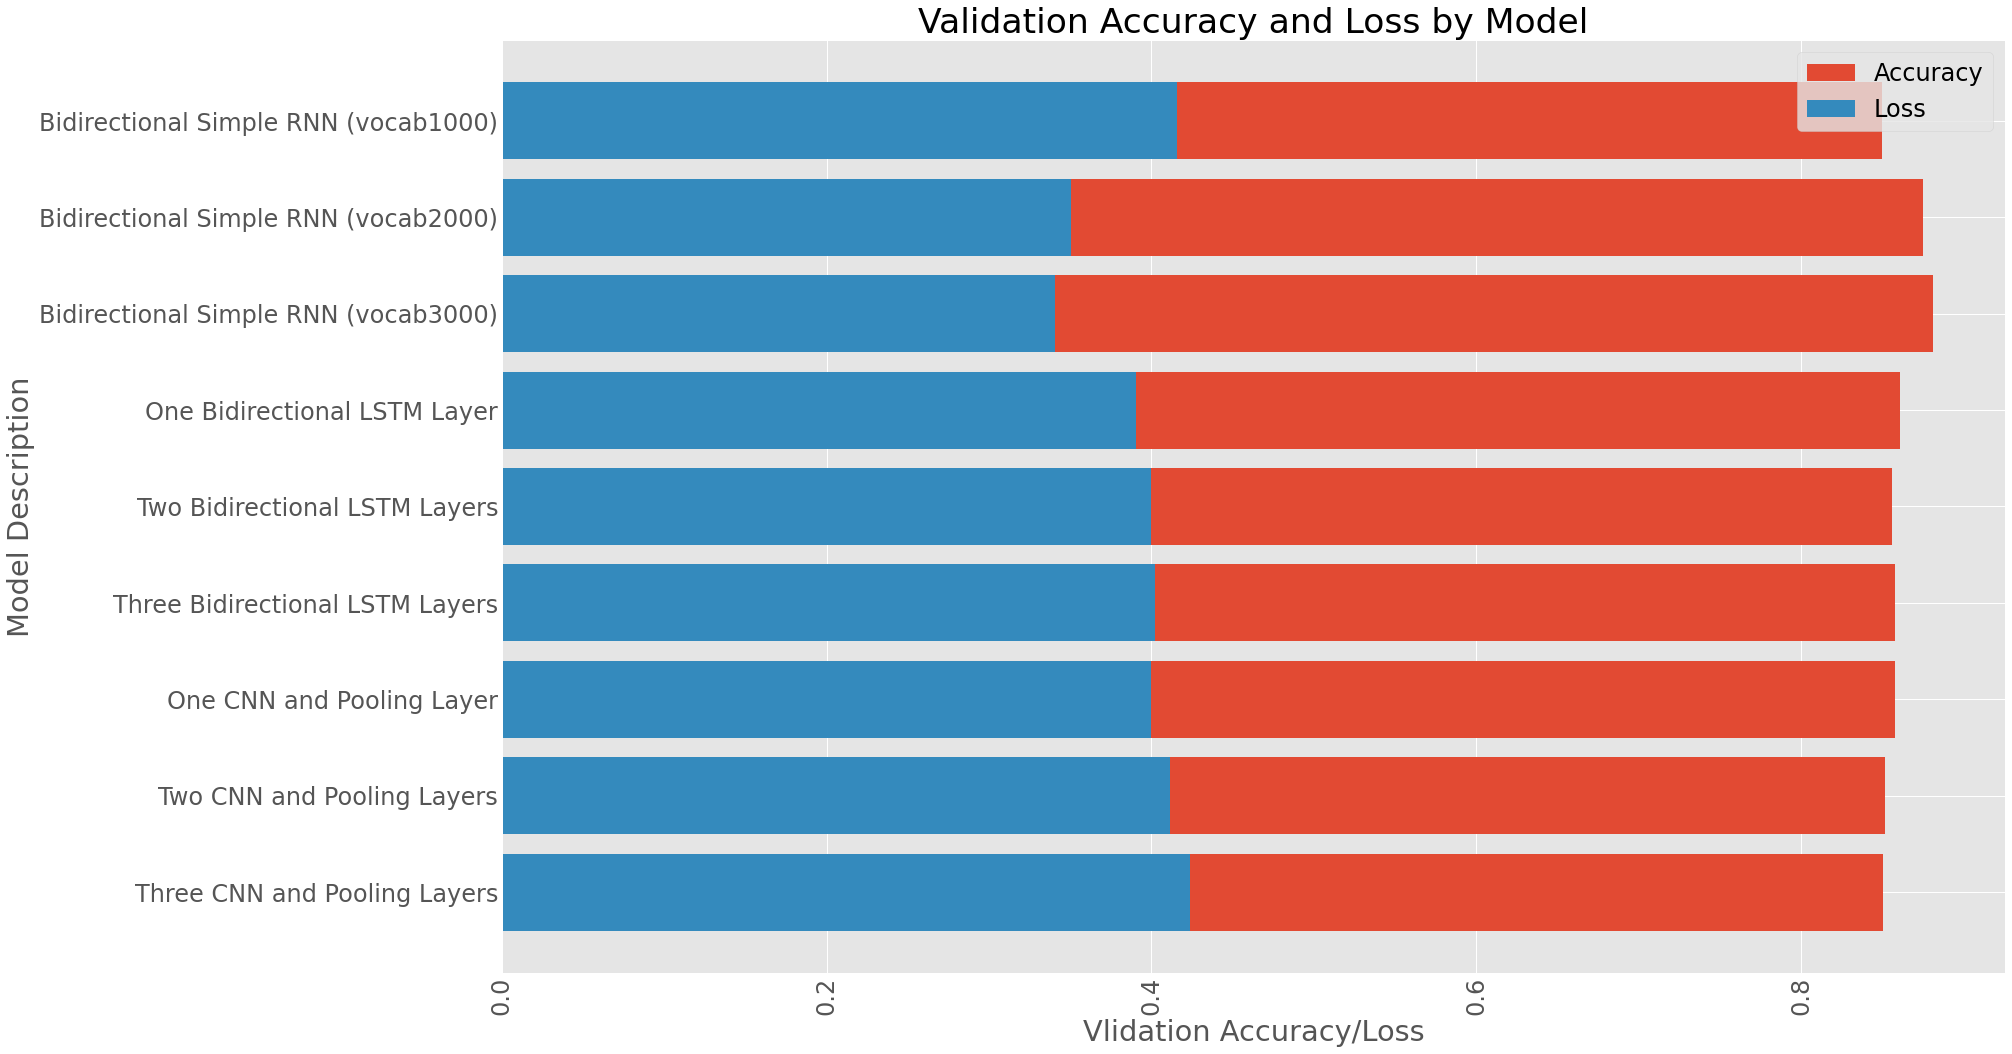 Validation Accuracy and Loss by Model
Accuracy
Loss
Model Description
Bidirectional Simple RNN (vocab1000)
Bidirectional Simple RNN (vocab2000)
Bidirectional Simple RNN (vocab3000)
One Bidirectional LSTM Layer
Two Bidirectional LSTM Layers
Three Bidirectional LSTM Layers
One CNN and Pooling Layer
Two CNN and Pooling Layers
Three CNN and Pooling Layers
0.0
0.2
0.4
0.6
0.8
Vlidation Accuracy/Loss